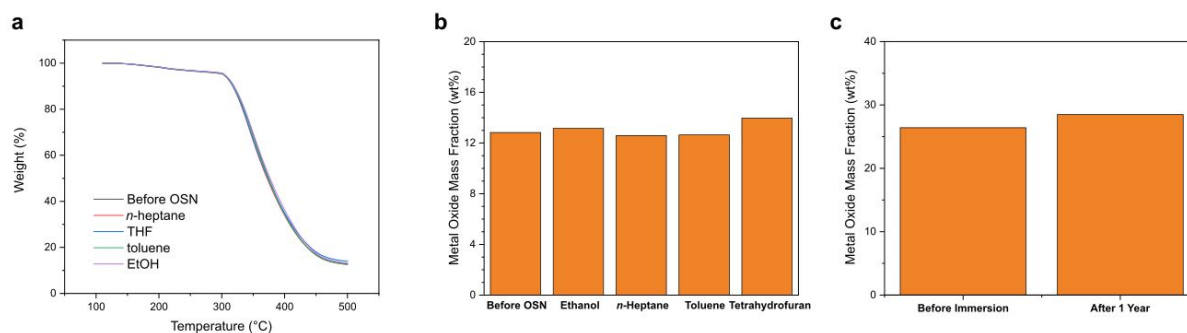 a
100
80
60
40
20
0
Weight (%)
Before OSN
n-heptane
THF
toluene
EtOH
100 200 300 400 500
Temperature (°C)
b
20
16
12
8
4
0
Metal Oxide Mass Fraction (wt%)
Before OSN Ethanol n-Heptane Toluene Tetrahydrofuran
c
40
30
20
10
0
Metal Oxide Mass Fraction (wt%)
Before Immersion After 1 Year